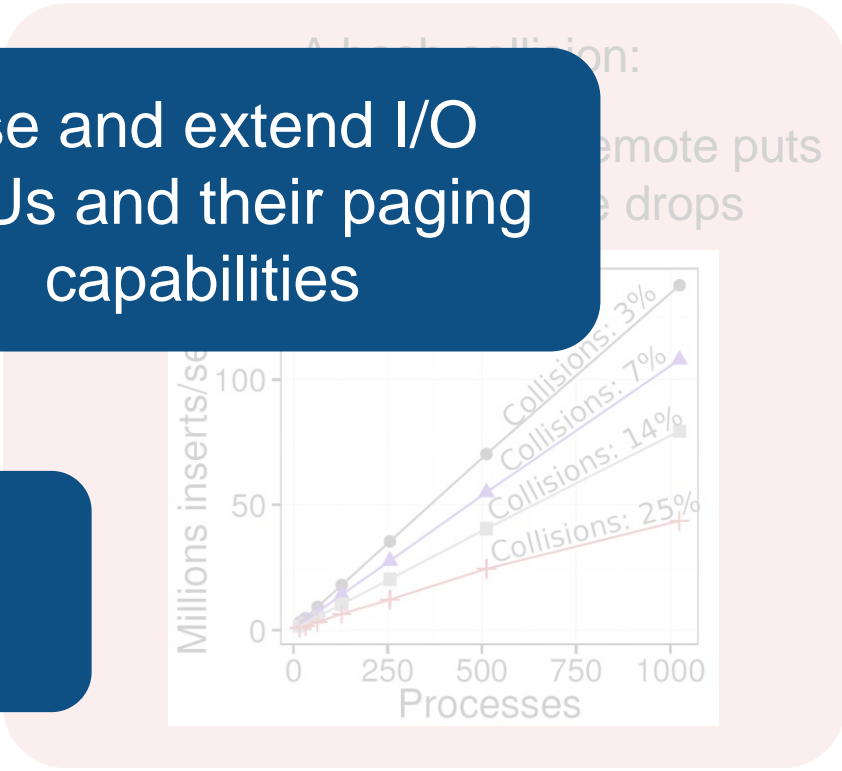 A hash collision:
se and extend I/O
emote puts
Us and their paging
e drops
capabilities
Collisions: 3%
Collisions: 7%
Collisions: 14%
Collisions: 25%
Millions inserts/se
100
50
0
0 250 500 750 1000
Processes